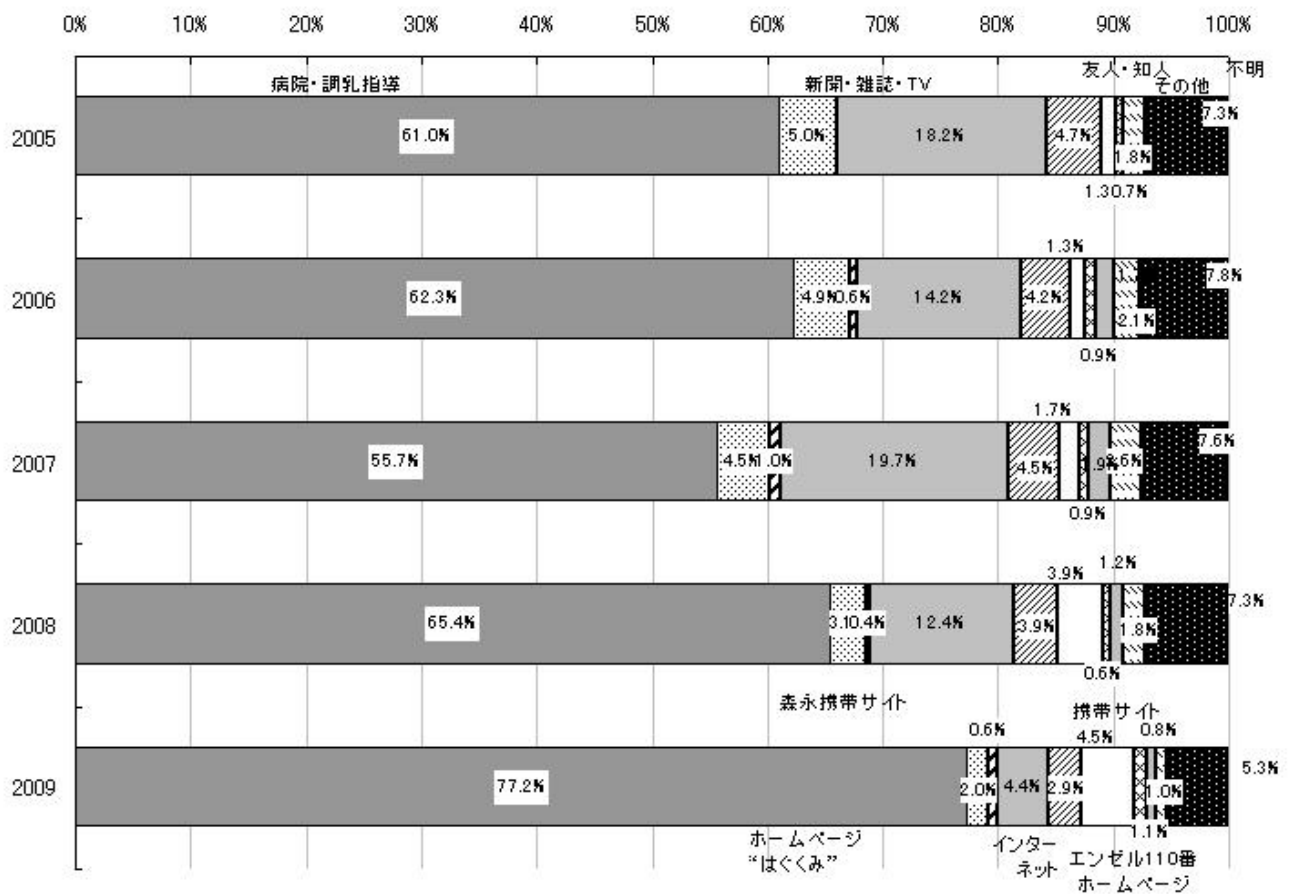 0% 10% 20% 30% 40% 50% 60% 70% 80% 90% 100%
病院・調乳指導 新聞・雑誌・TV 友人・知人 不明
その他
2005 61.0% 5.0% 18.2% 4.7% 1.8% 7.3%
1.3 0.7%
1.3%
2006 62.3% 4.9% 0.6% 14.2% 4.2% 2.1% 7.8%
0.9%
1.7%
2007 55.7% 4.5% 1.0% 19.7% 4.5% 7.6%
0.9%
1.2%
3.9%
2008 65.4% 3.1 0.4% 12.4% 3.9% 1.8% 7.3%
0.6%
森永携帯サイト 携帯サイト
0.6% 4.5% 0.8%
2009 77.2% 2.0% 4.4% 2.9% 1.0% 5.3%
1.1%
ホームページ インター エンゼル110番
“はぐくみ” ネット ホームページ